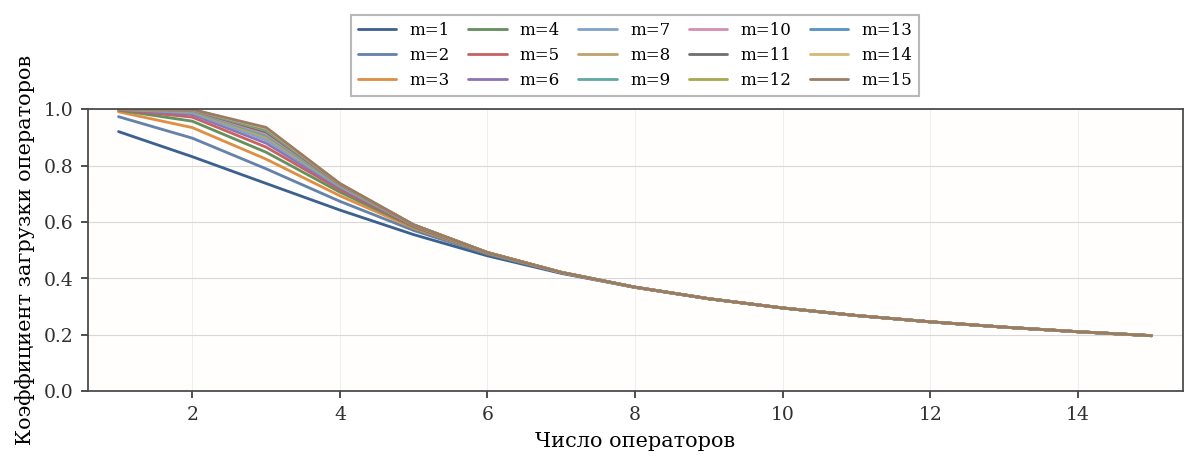 m=1 m=4 m=7 m=10 m=13
m=2 m=5 m=8 m=11 m=14
m=3 m=6 m=9 m=12 m=15
Коэффициент загрузки операторов
1.0
0.8
0.6
0.4
0.2
0.0
2 4 6 8 10 12 14
Число операторов